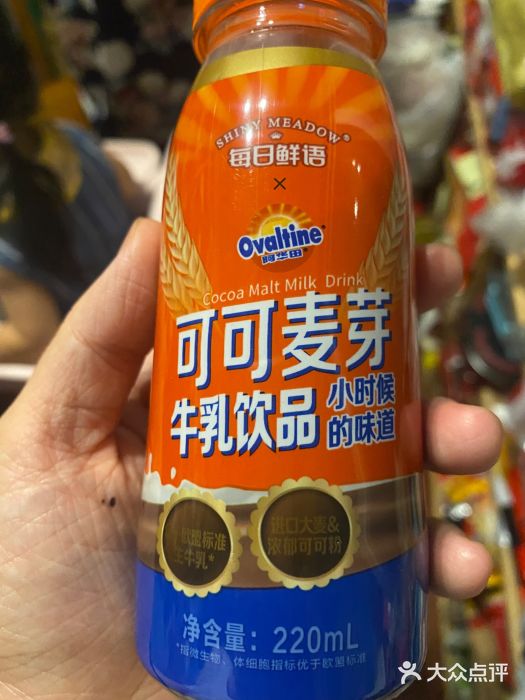 SHINY MEADOW®
每日鲜语
×
Ovaltine
阿华田
Cocoa Malt Milk Drink
可可麦芽
牛乳饮品
小时候
的味道
欧盟标准
生牛乳*
进口大麦&
浓郁可可粉
净含量：220mL
*指微生物、体细胞指标优于欧盟标准
大众点评